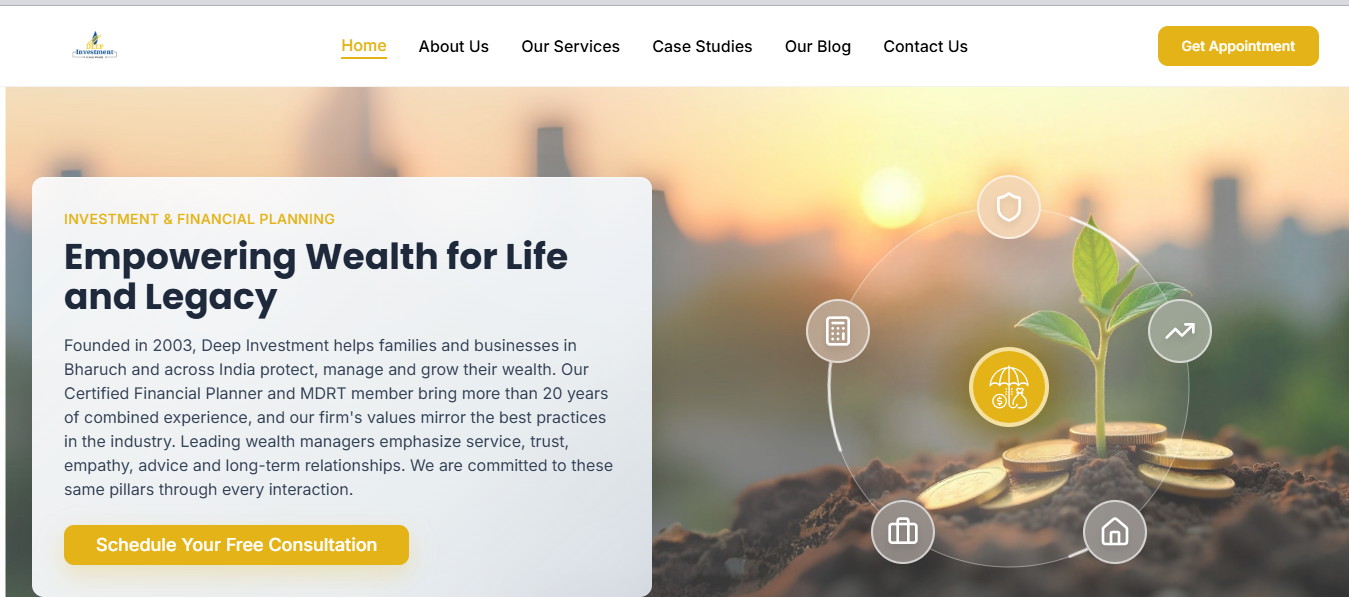 DEEP
Investment
Home
About Us
Our Services
Case Studies
Our Blog
Contact Us
Get Appointment
INVESTMENT & FINANCIAL PLANNING
Empowering Wealth for Life
and Legacy
Founded in 2003, Deep Investment helps families and businesses in
Bharuch and across India protect, manage and grow their wealth. Our
Certified Financial Planner and MDRT member bring more than 20 years
of combined experience, and our firm's values mirror the best practices
in the industry. Leading wealth managers emphasize service, trust,
empathy, advice and long-term relationships. We are committed to these
same pillars through every interaction.
Schedule Your Free Consultation